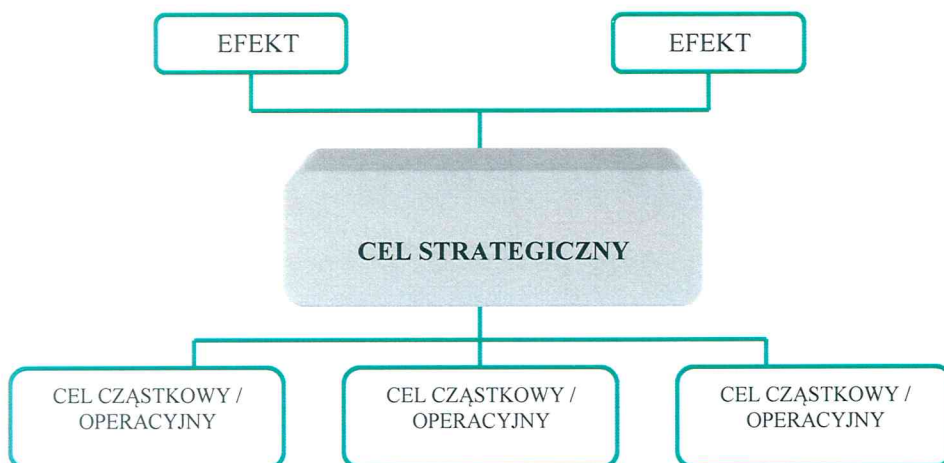 EFEKT
EFEKT
CEL STRATEGICZNY
CEL CZĄSTKOWY /
OPERACYJNY
CEL CZĄSTKOWY /
OPERACYJNY
CEL CZĄSTKOWY /
OPERACYJNY